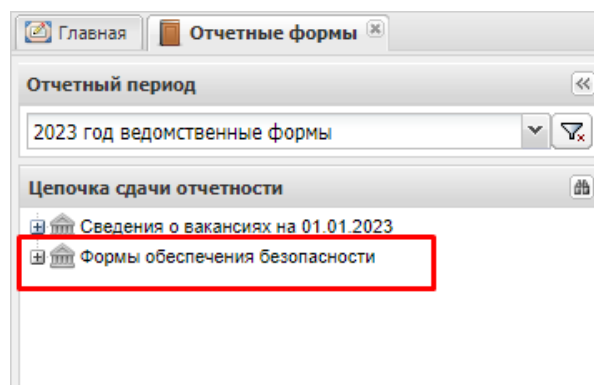 Главная Отчетные формы
Отчетный период
2023 год ведомственные формы
Цепочка сдачи отчетности
Сведения о вакансиях на 01.01.2023
Формы обеспечения безопасности